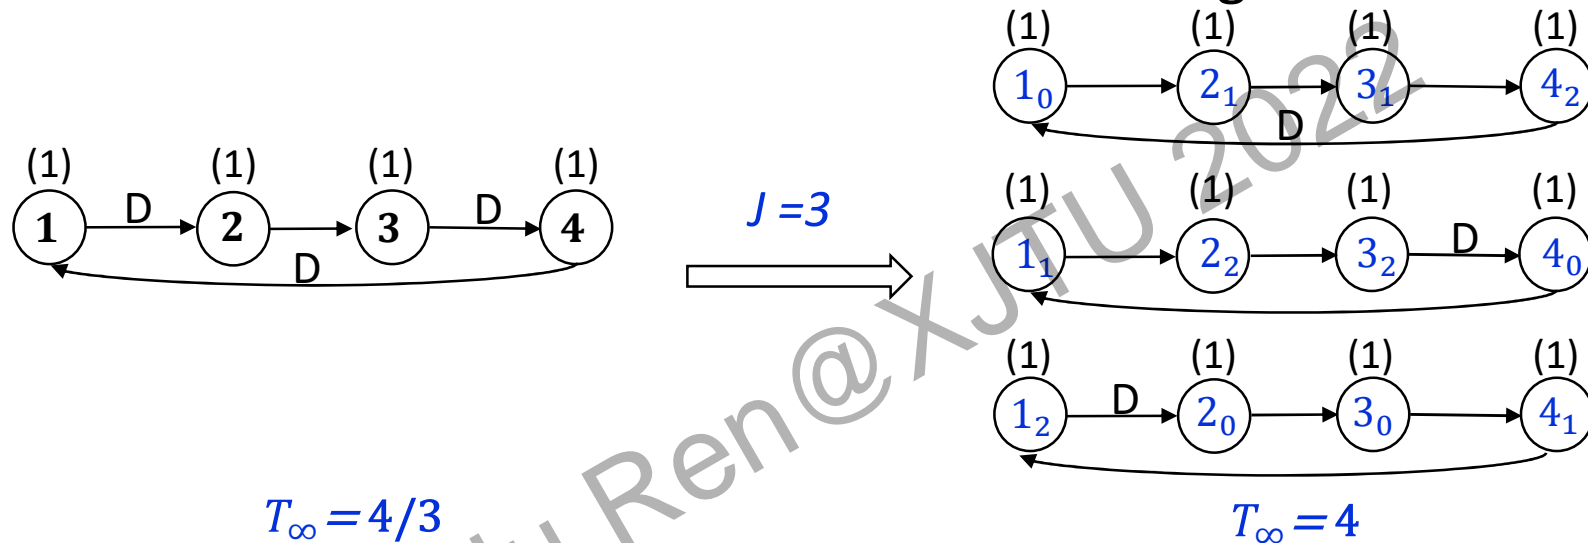 (1) (1) (1) (1)
1 D 2 3 D 4
D
T∞ = 4/3
J =3
(1) (1) (1) (1)
1₀ 2₁ 3₁ 4₂
D
(1) (1) (1) (1)
1₁ 2₂ 3₂ D 4₀
(1) (1) (1) (1)
1₂ D 2₀ 3₀ 4₁
T∞ = 4
Ren@XJTU 2022